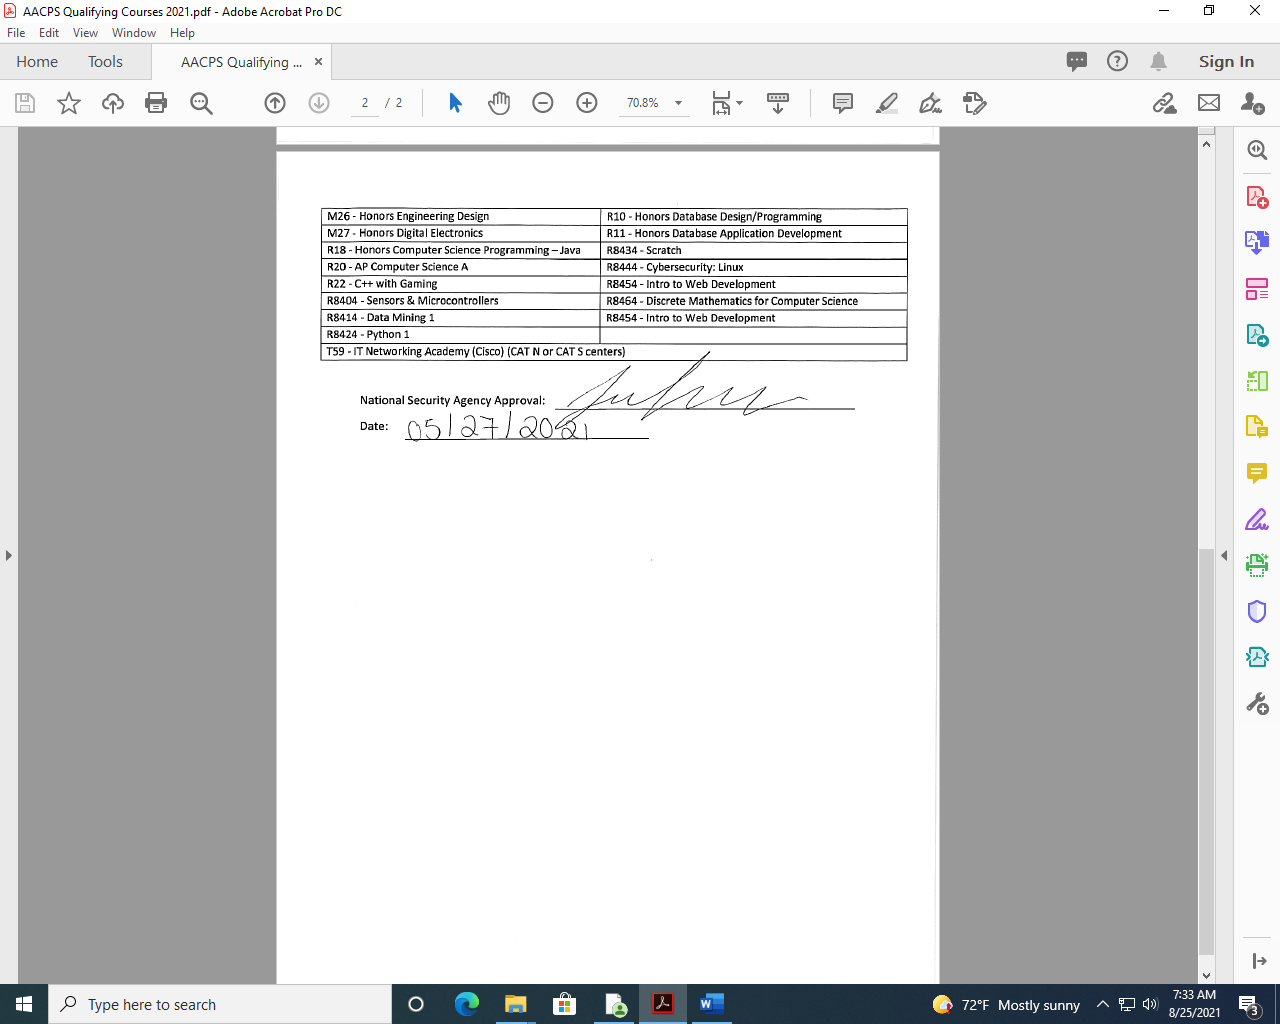 AACPS Qualifying Courses 2021.pdf - Adobe Acrobat Pro DC
File Edit View Window Help
Home Tools AACPS Qualifying ... × Sign In
2 / 2 70.8%
M26 - Honors Engineering Design R10 - Honors Database Design/Programming
M27 - Honors Digital Electronics R11 - Honors Database Application Development
R18 - Honors Computer Science Programming – Java R8434 - Scratch
R20 - AP Computer Science A R8444 - Cybersecurity: Linux
R22 - C++ with Gaming R8454 - Intro to Web Development
R8404 - Sensors & Microcontrollers R8464 - Discrete Mathematics for Computer Science
R8414 - Data Mining 1 R8454 - Intro to Web Development
R8424 - Python 1
T59 - IT Networking Academy (Cisco) (CAT N or CAT S centers)
National Security Agency Approval:
Date: 05/27/2021
Type here to search 72°F Mostly sunny 7:33 AM
8/25/2021 3